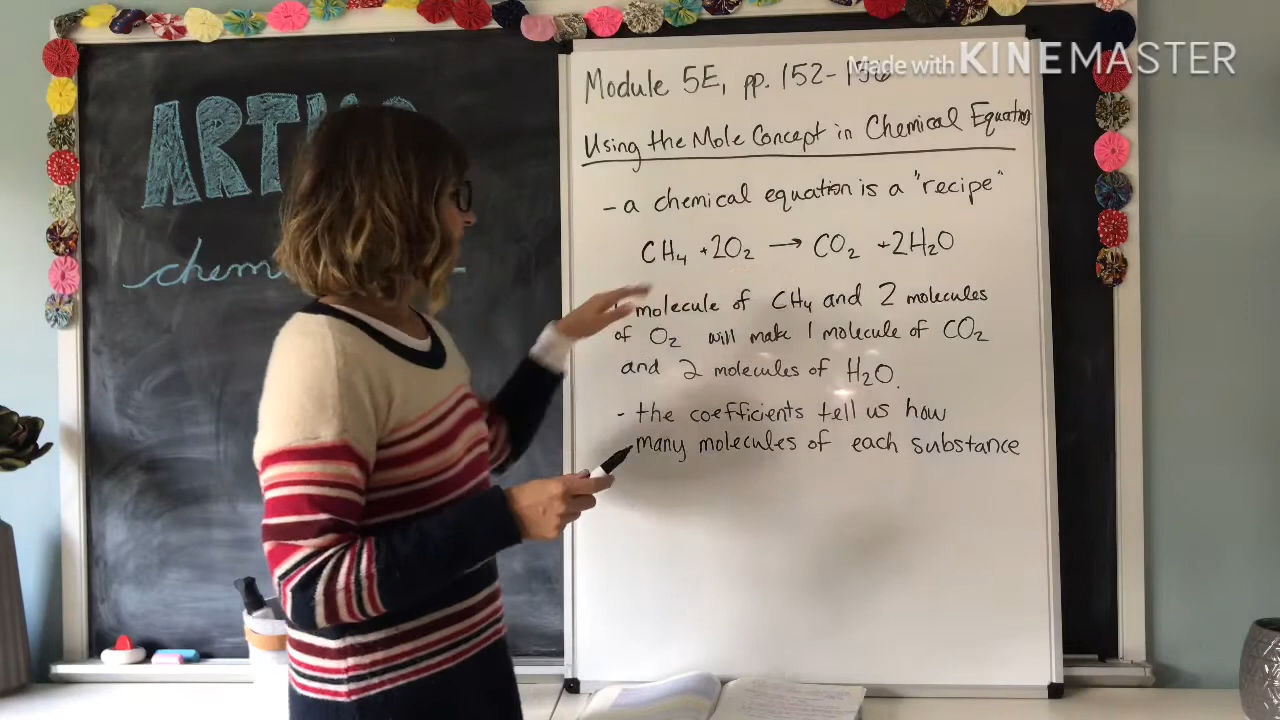 Made with KINEMASTER
Module 5E, pp. 152-156
Using the Mole Concept in Chemical Equations
- a chemical equation is a "recipe"
CH₄ + 2O₂ → CO₂ + 2H₂O
molecule of CH₄ and 2 molecules
of O₂ will make 1 molecule of CO₂
and 2 molecules of H₂O.
- the coefficients tell us how
many molecules of each substance